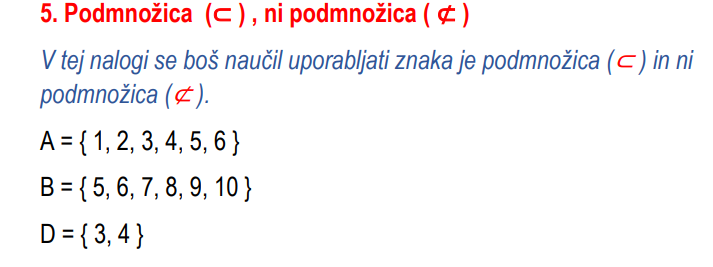 5. Podmnožica (⊂ ) , ni podmnožica ( ⊄ )
V tej nalogi se boš naučil uporabljati znaka je podmnožica (⊂ ) in ni
podmnožica (⊄ ).
A = { 1, 2, 3, 4, 5, 6 }
B = { 5, 6, 7, 8, 9, 10 }
D = { 3, 4 }